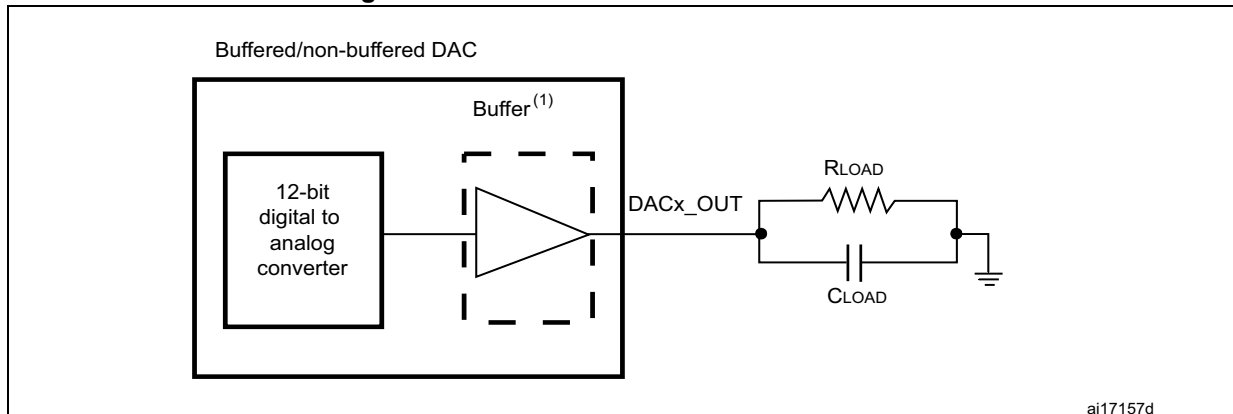 Buffered/non-buffered DAC
Buffer(1)
12-bit
digital to
analog
converter
DACx_OUT
RLOAD
CLOAD
ai17157d